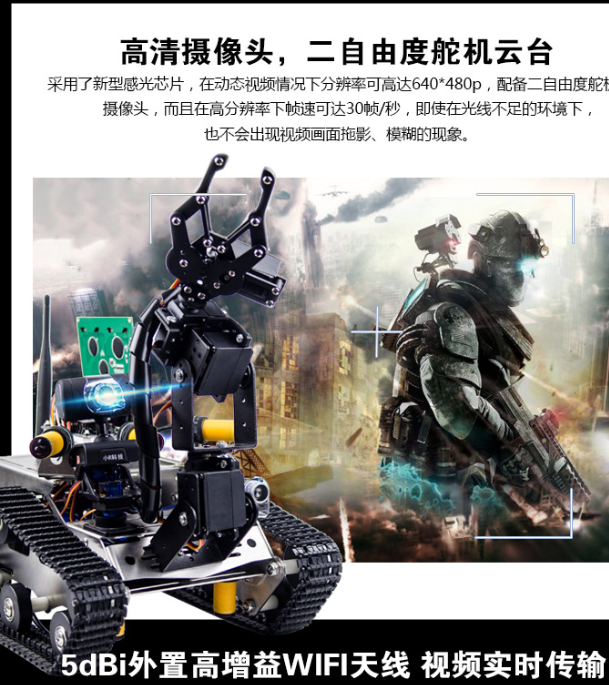 高清摄像头，二自由度舵机云台
采用了新型感光芯片，在动态视频情况下分辨率可高达640*480p，配备二自由度舵机
摄像头，而且在高分辨率下帧速可达30帧/秒，即使在光线不足的环境下，
也不会出现视频画面拖影、模糊的现象。
小R科技
5dBi外置高增益WIFI天线 视频实时传输